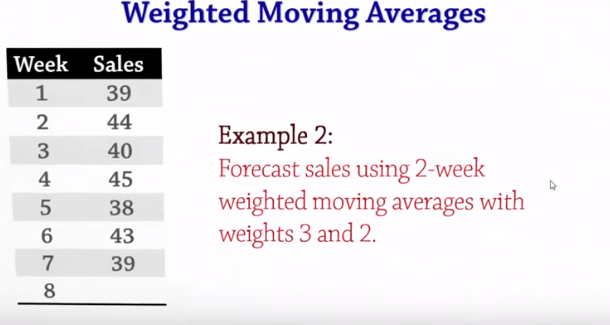 Weighted Moving Averages
Week Sales
1 39
2 44
3 40
4 45
5 38
6 43
7 39
8
Example 2:
Forecast sales using 2-week
weighted moving averages with
weights 3 and 2.